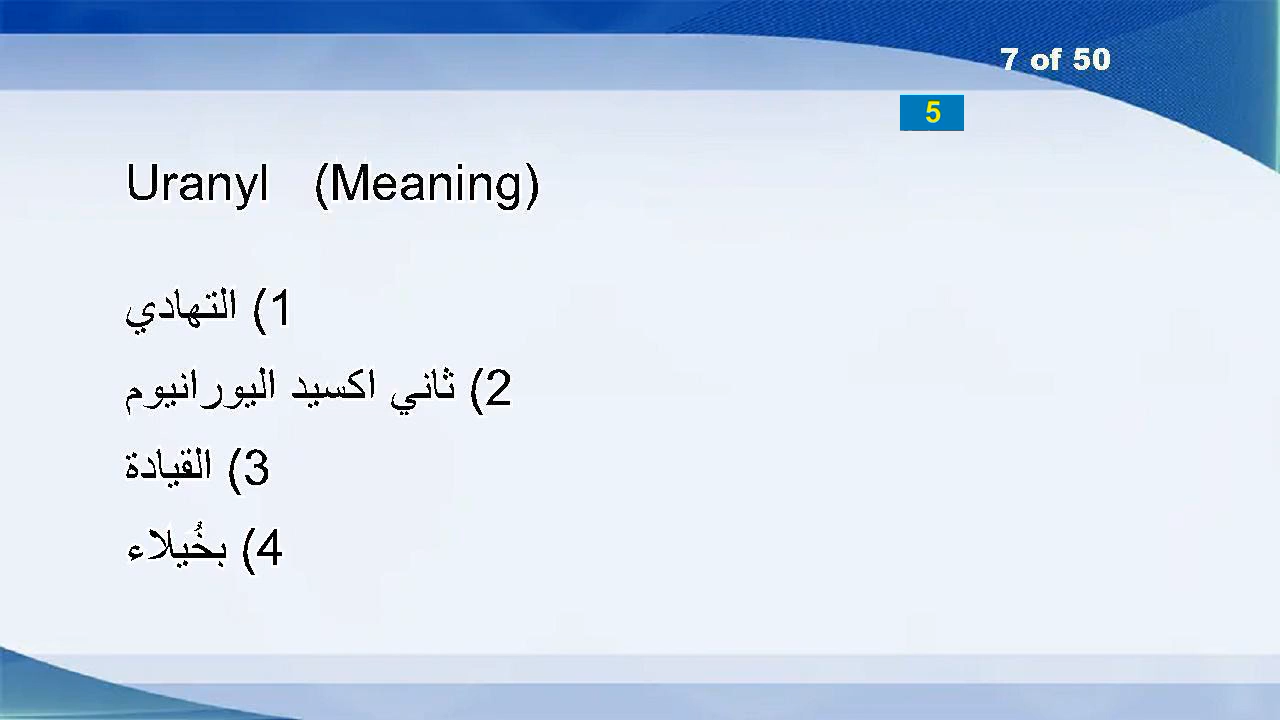 7 of 50
5
Uranyl (Meaning)
1) التهادي
2) ثاني اكسيد اليورانيوم
3) القيادة
4) بخُيلاء